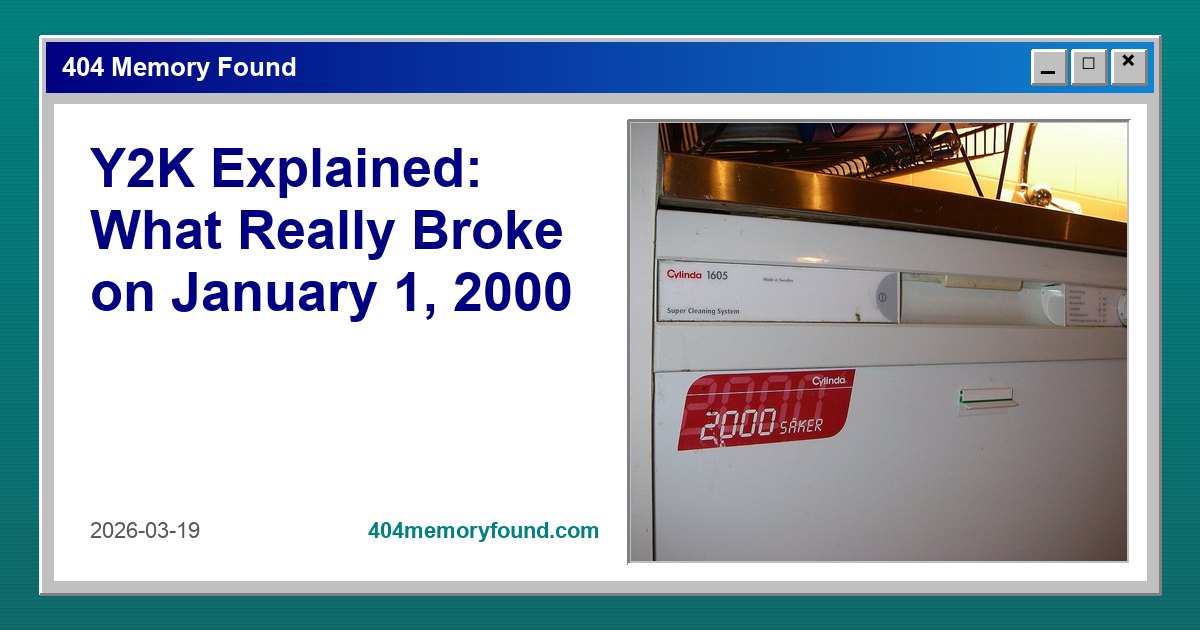 404 Memory Found
Y2K Explained:
What Really Broke
on January 1, 2000
2026-03-19
404memoryfound.com
Cylinda 1605
Made in Sweden
Super Cleaning System
Cylinda
2000 SÄKER